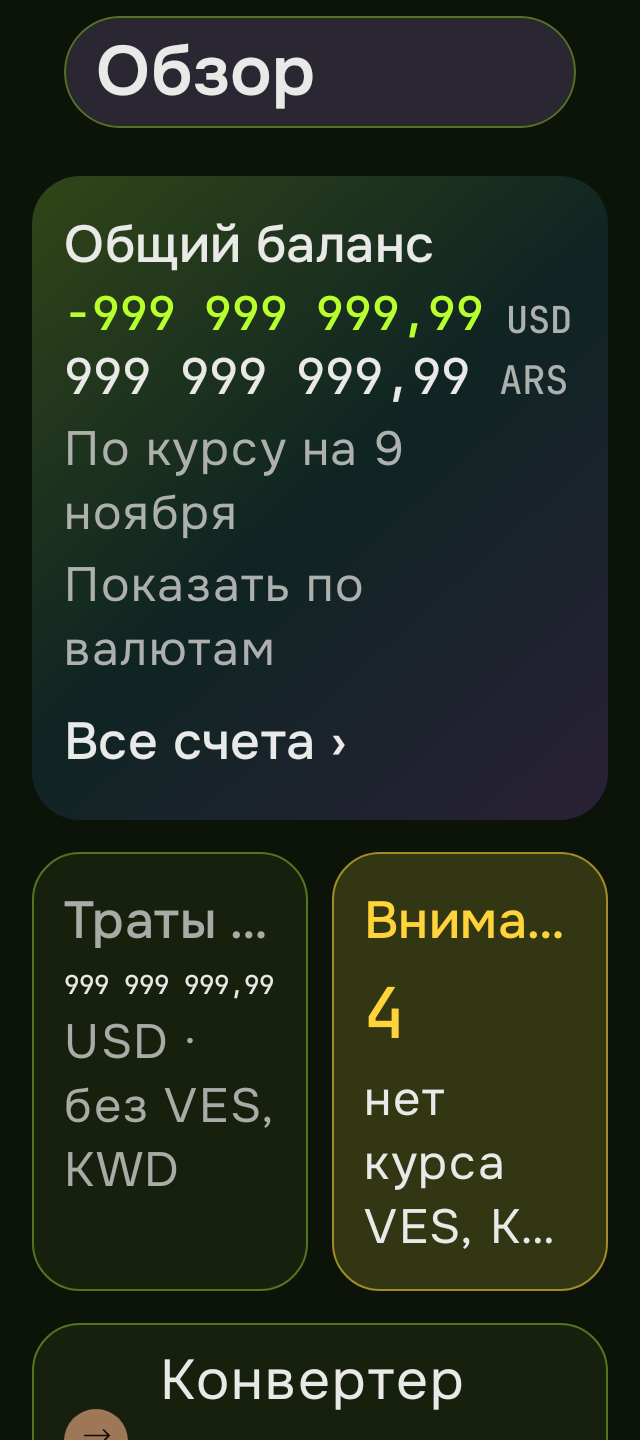 Обзор
Общий баланс
-999 999 999,99 USD
999 999 999,99 ARS
По курсу на 9
ноября
Показать по
валютам
Все счета ›
Траты ...
999 999 999,99
USD ·
без VES,
KWD
Внима...
4
нет
курса
VES, K...
Конвертер
→